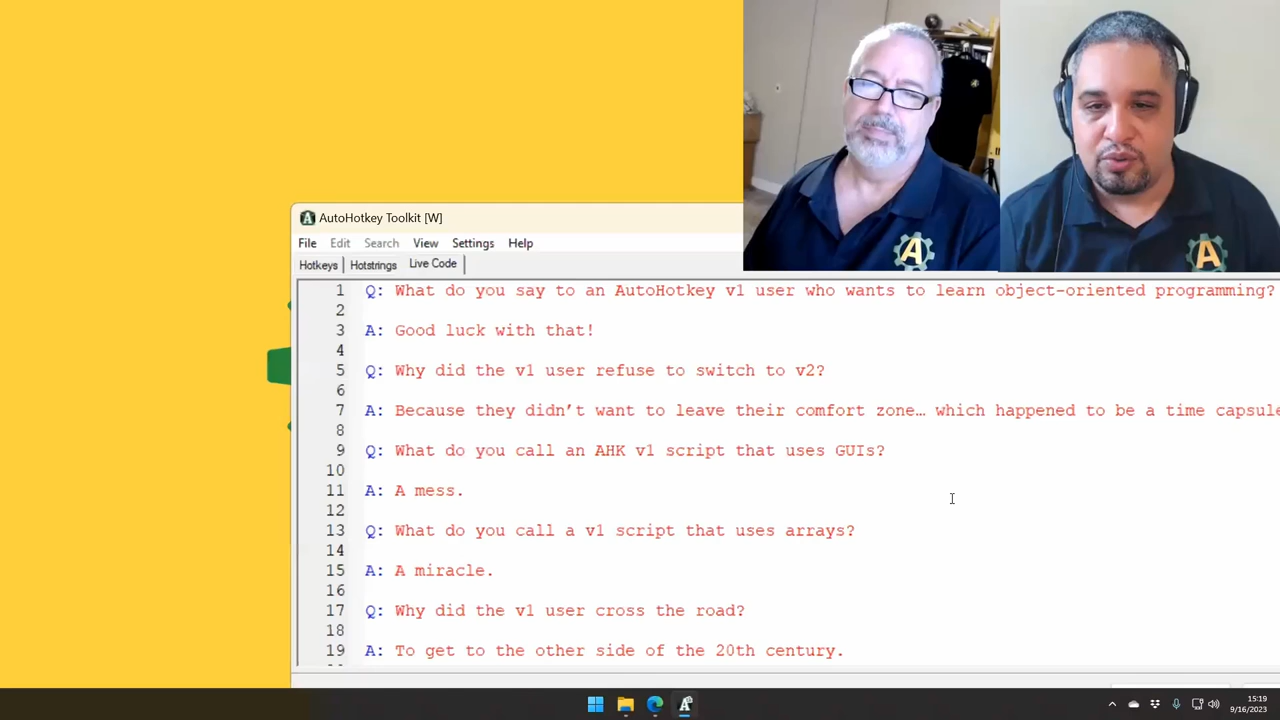 AutoHotkey Toolkit [W]
File Edit Search View Settings Help
Hotkeys Hotstrings Live Code
1 Q: What do you say to an AutoHotkey v1 user who wants to learn object-oriented programming?
2
3 A: Good luck with that!
4
5 Q: Why did the v1 user refuse to switch to v2?
6
7 A: Because they didn’t want to leave their comfort zone… which happened to be a time capsule
8
9 Q: What do you call an AHK v1 script that uses GUIs?
10
11 A: A mess.
12
13 Q: What do you call a v1 script that uses arrays?
14
15 A: A miracle.
16
17 Q: Why did the v1 user cross the road?
18
19 A: To get to the other side of the 20th century.
A
A
15:19
9/16/2023